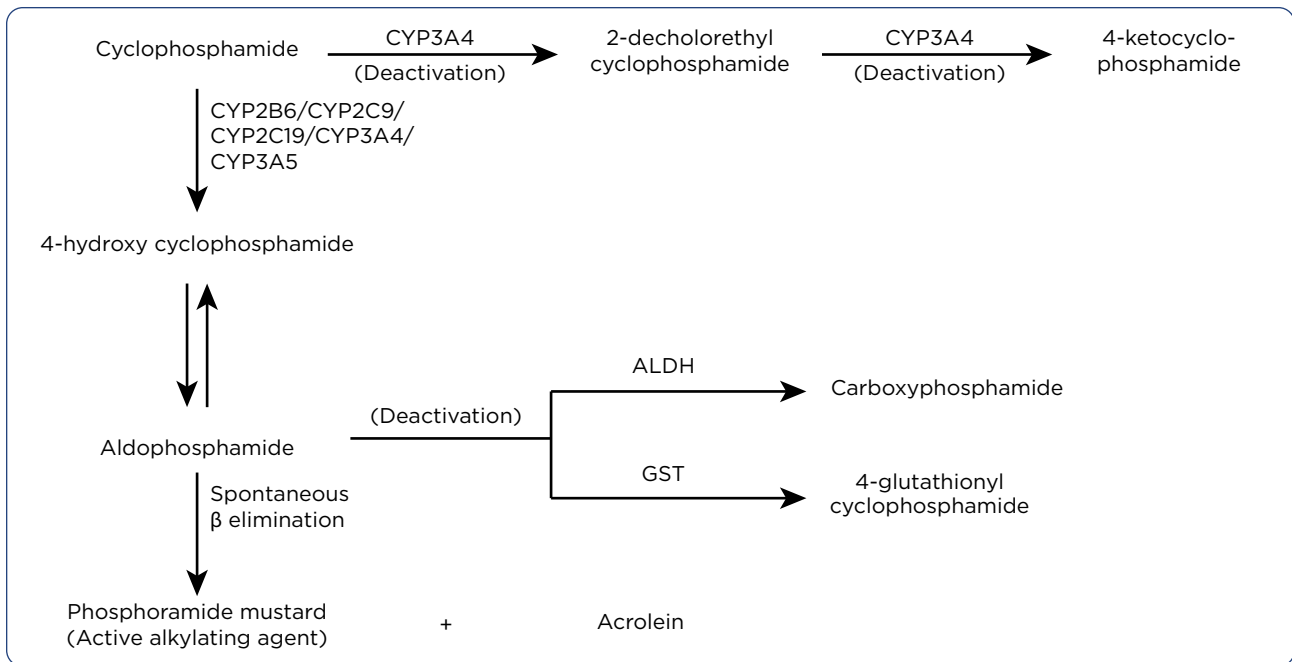 Cyclophosphamide
CYP3A4
(Deactivation)
2-decholorethyl
cyclophosphamide
CYP3A4
(Deactivation)
4-ketocyclo-
phosphamide
CYP2B6/CYP2C9/
CYP2C19/CYP3A4/
CYP3A5
4-hydroxy cyclophosphamide
ALDH
Carboxyphosphamide
(Deactivation)
Aldophosphamide
GST
4-glutathionyl
cyclophosphamide
Spontaneous
β elimination
Phosphoramide mustard
(Active alkylating agent)
+
Acrolein